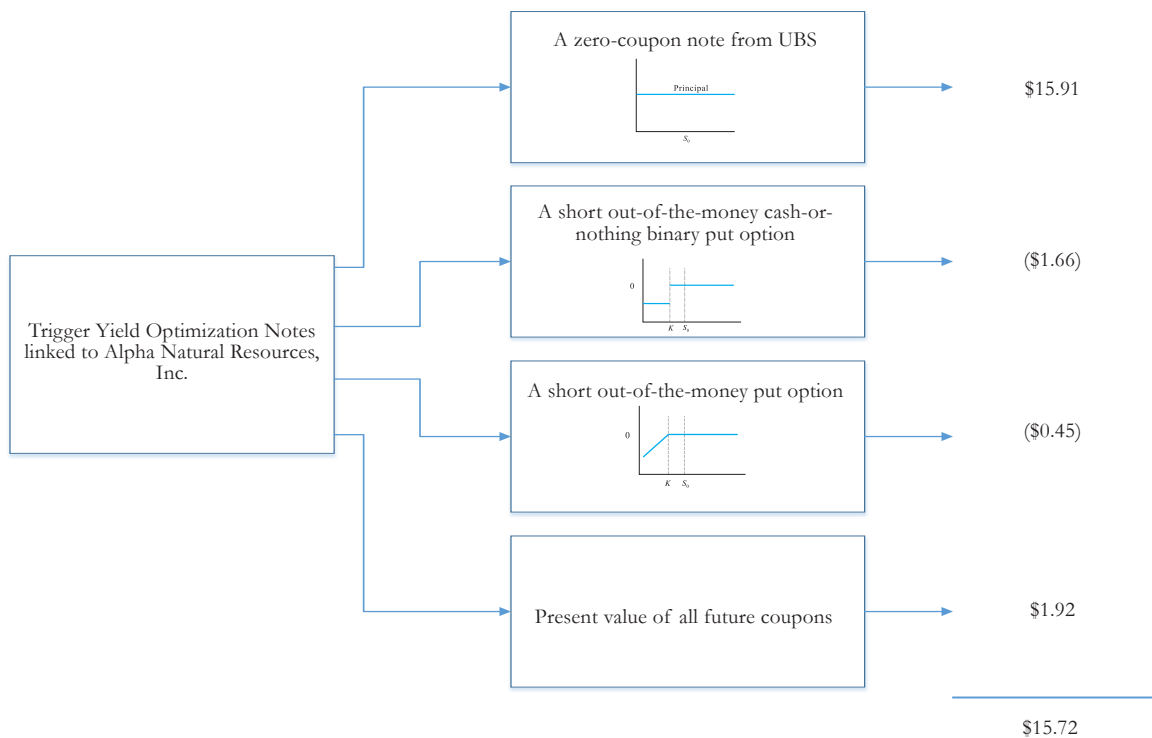 A zero-coupon note from UBS
Principal
S0
$15.91
A short out-of-the-money cash-or-
nothing binary put option
0
K
S0
($1.66)
Trigger Yield Optimization Notes
linked to Alpha Natural Resources,
Inc.
A short out-of-the-money put option
0
K
S0
($0.45)
Present value of all future coupons
$1.92
$15.72